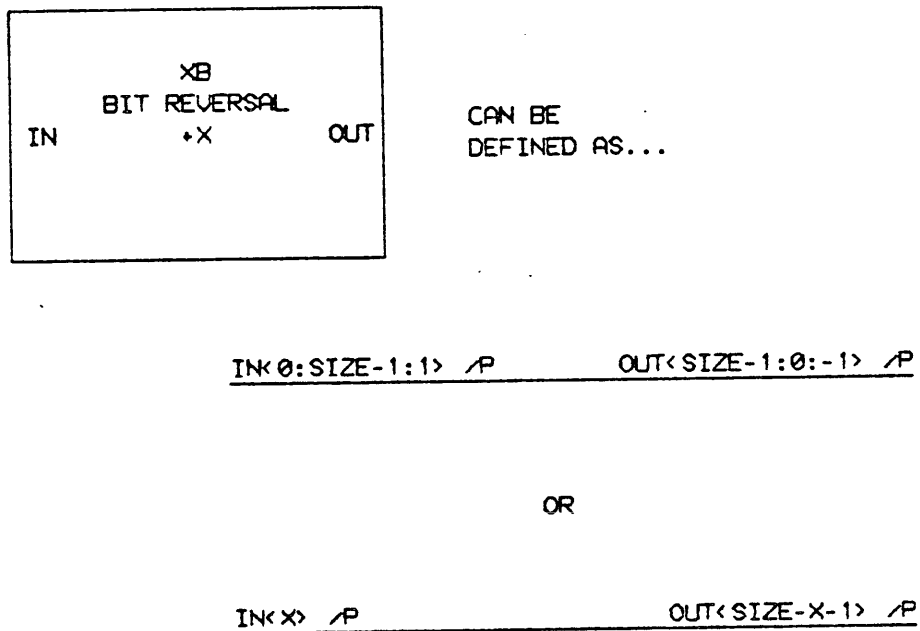 XB
BIT REVERSAL
IN +X OUT
CAN BE
DEFINED AS...
IN<0:SIZE-1:1> /P OUT<SIZE-1:0:-1> /P
OR
IN<X> /P OUT<SIZE-X-1> /P